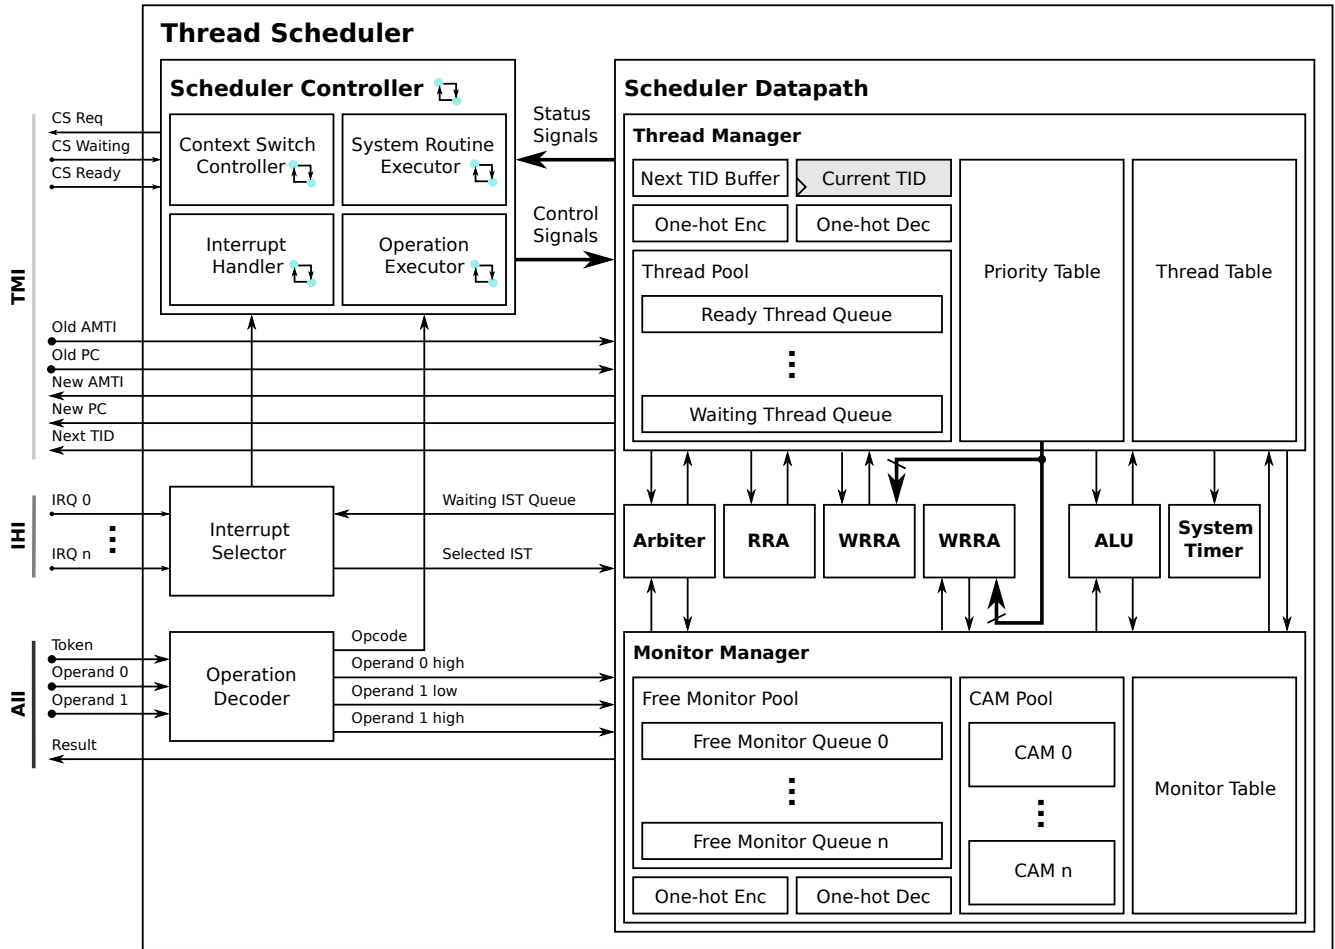 Thread Scheduler
Scheduler Controller
Context Switch
Controller
System Routine
Executor
Interrupt
Handler
Operation
Executor
Status
Signals
Control
Signals
TMI
CS Req
CS Waiting
CS Ready
Old AMTI
Old PC
New AMTI
New PC
Next TID
IHI
IRQ 0
IRQ n
Interrupt
Selector
Waiting IST Queue
Selected IST
AII
Token
Operand 0
Operand 1
Result
Operation
Decoder
Opcode
Operand 0 high
Operand 1 low
Operand 1 high
Scheduler Datapath
Thread Manager
Next TID Buffer
Current TID
One-hot Enc
One-hot Dec
Thread Pool
Ready Thread Queue
Waiting Thread Queue
Priority Table
Thread Table
Arbiter
RRA
WRRA
WRRA
ALU
System
Timer
Monitor Manager
Free Monitor Pool
Free Monitor Queue 0
Free Monitor Queue n
One-hot Enc
One-hot Dec
CAM Pool
CAM 0
CAM n
Monitor Table